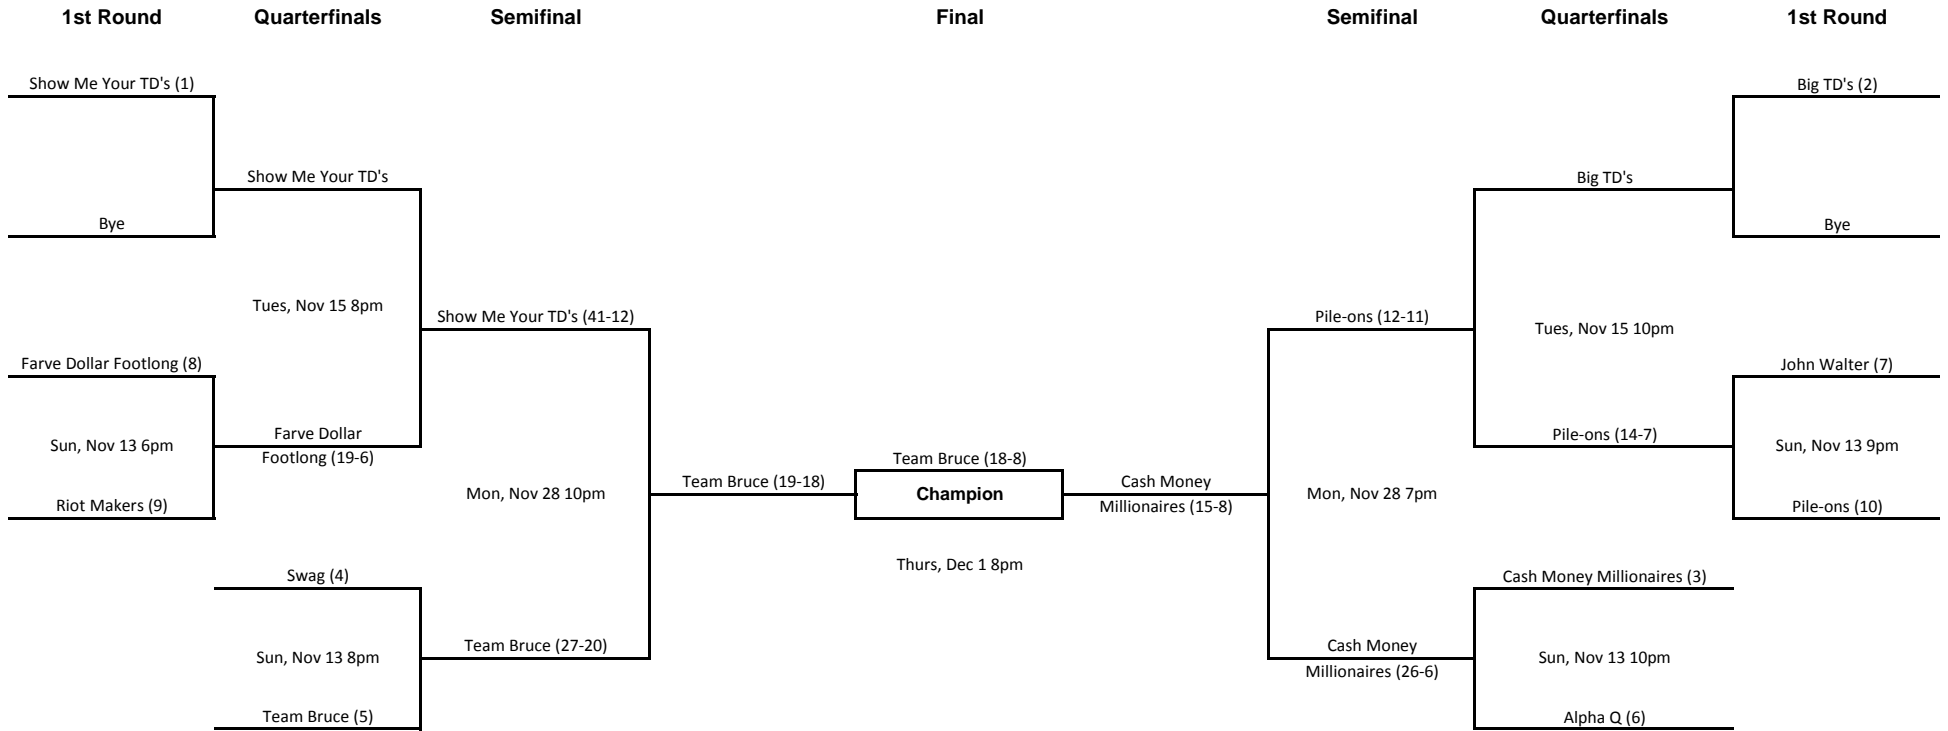 1st Round Quarterfinals Semifinal Final Semifinal Quarterfinals 1st Round
Show Me Your TD's (1)
Big TD's (2)
Show Me Your TD's
Big TD's
Bye
Bye
Tues, Nov 15 8pm
Show Me Your TD's (41-12)
Pile-ons (12-11)
Tues, Nov 15 10pm
Farve Dollar Footlong (8)
John Walter (7)
Sun, Nov 13 6pm
Farve Dollar
Footlong (19-6)
Pile-ons (14-7)
Sun, Nov 13 9pm
Team Bruce (18-8)
Mon, Nov 28 10pm
Team Bruce (19-18)
Champion
Cash Money
Millionaires (15-8)
Mon, Nov 28 7pm
Riot Makers (9)
Pile-ons (10)
Thurs, Dec 1 8pm
Swag (4)
Cash Money Millionaires (3)
Sun, Nov 13 8pm
Team Bruce (27-20)
Cash Money
Millionaires (26-6)
Sun, Nov 13 10pm
Team Bruce (5)
Alpha Q (6)